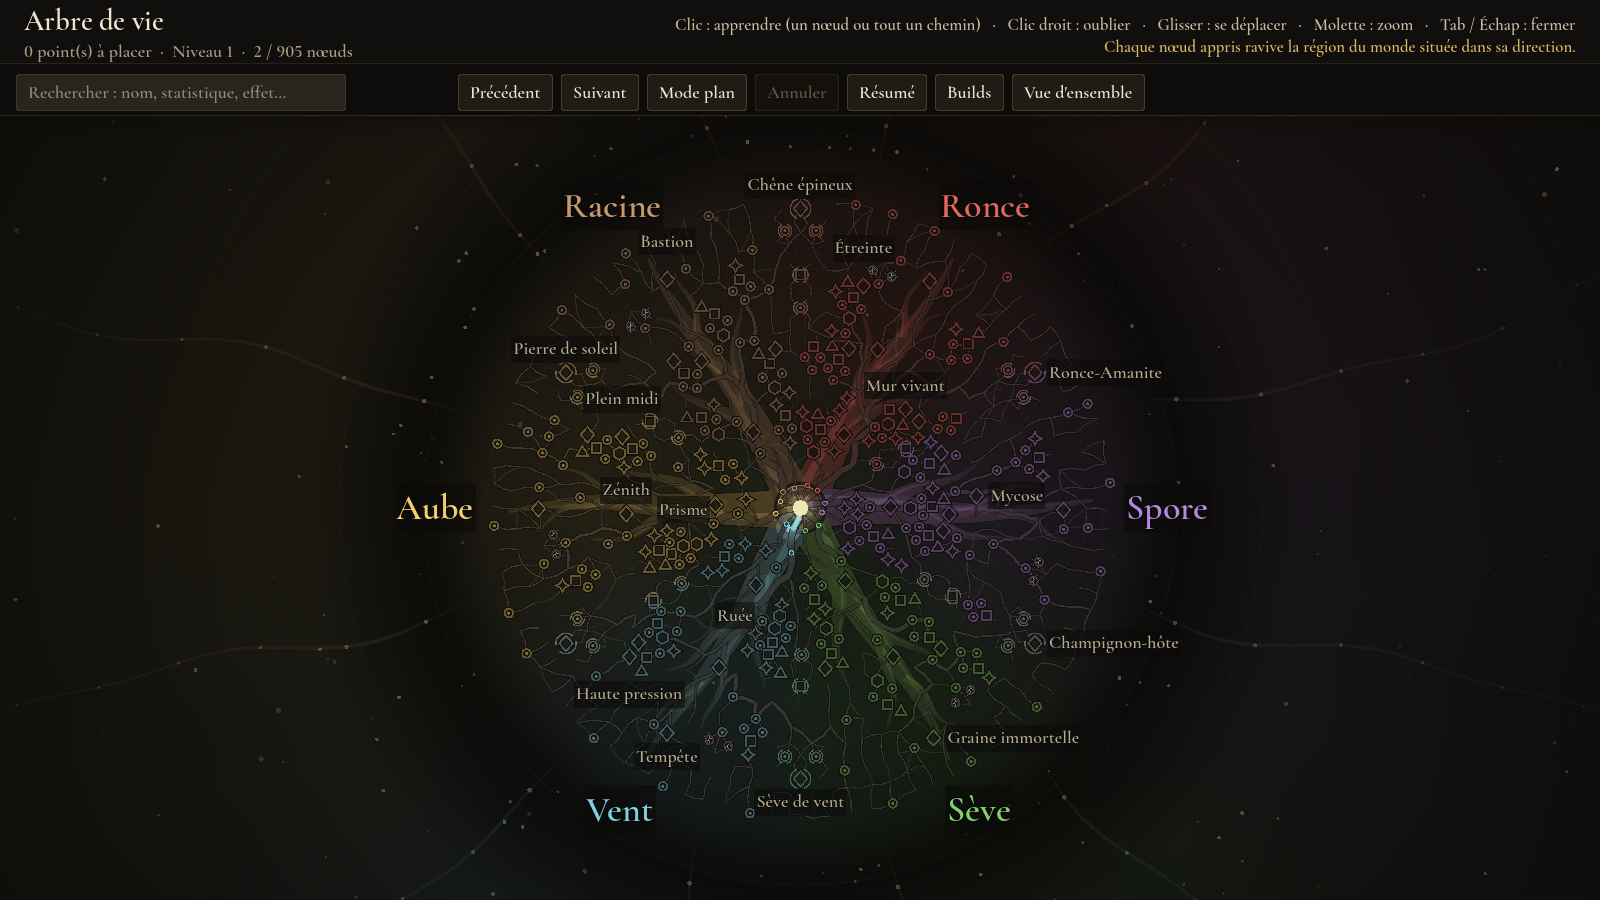 Arbre de vie
0 point(s) à placer · Niveau 1 · 2 / 905 nœuds
Clic : apprendre (un nœud ou tout un chemin) · Clic droit : oublier · Glisser : se déplacer · Molette : zoom · Tab / Échap : fermer
Chaque nœud appris ravive la région du monde située dans sa direction.
Rechercher : nom, statistique, effet...
Précédent
Suivant
Mode plan
Annuler
Résumé
Builds
Vue d'ensemble
Chêne épineux
Racine
Ronce
Bastion
Étreinte
Pierre de soleil
Ronce-Amanite
Mur vivant
Plein midi
Zénith
Mycose
Aube
Prisme
Spore
Ruée
Champignon-hôte
Haute pression
Graine immortelle
Tempête
Sève de vent
Vent
Sève